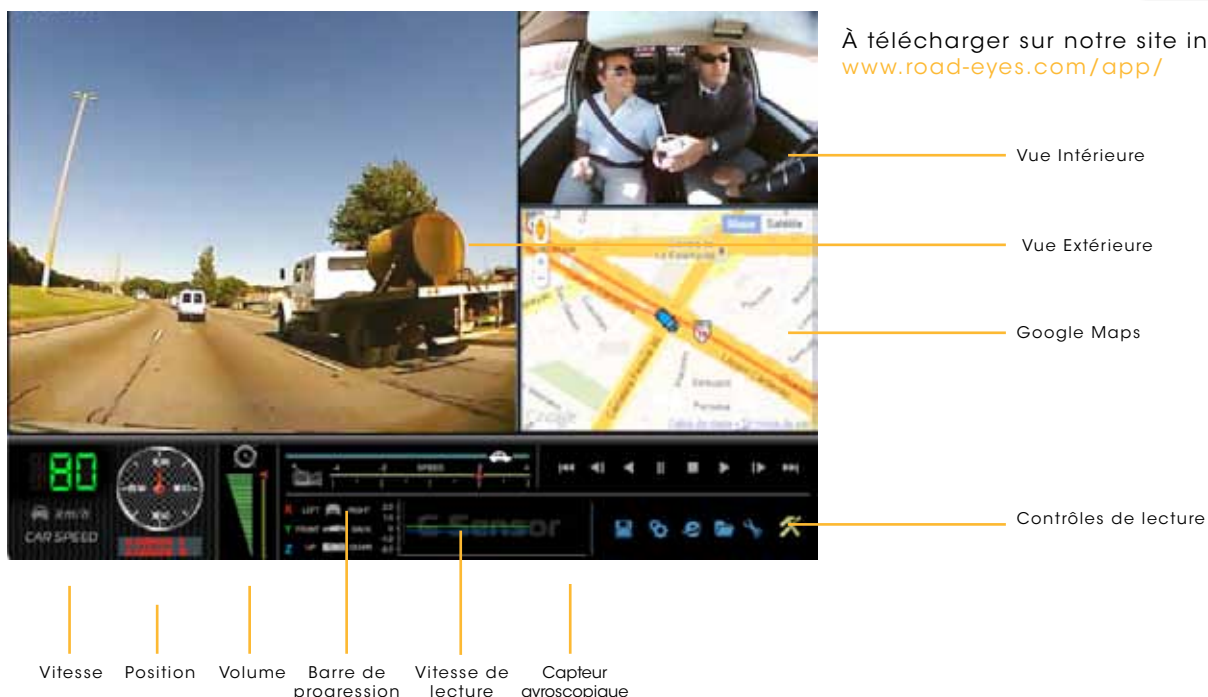 À télécharger sur notre site in
www.road-eyes.com/app/
Vue Intérieure
Vue Extérieure
Google Maps
Contrôles de lecture
80
km/h
CAR SPEED
SPEED
X LEFT RIGHT
Y FRONT BACK
Z UP DOWN
G Sensor
Vitesse
Position
Volume
Barre de
progression
Vitesse de
lecture
Capteur
gyroscopique